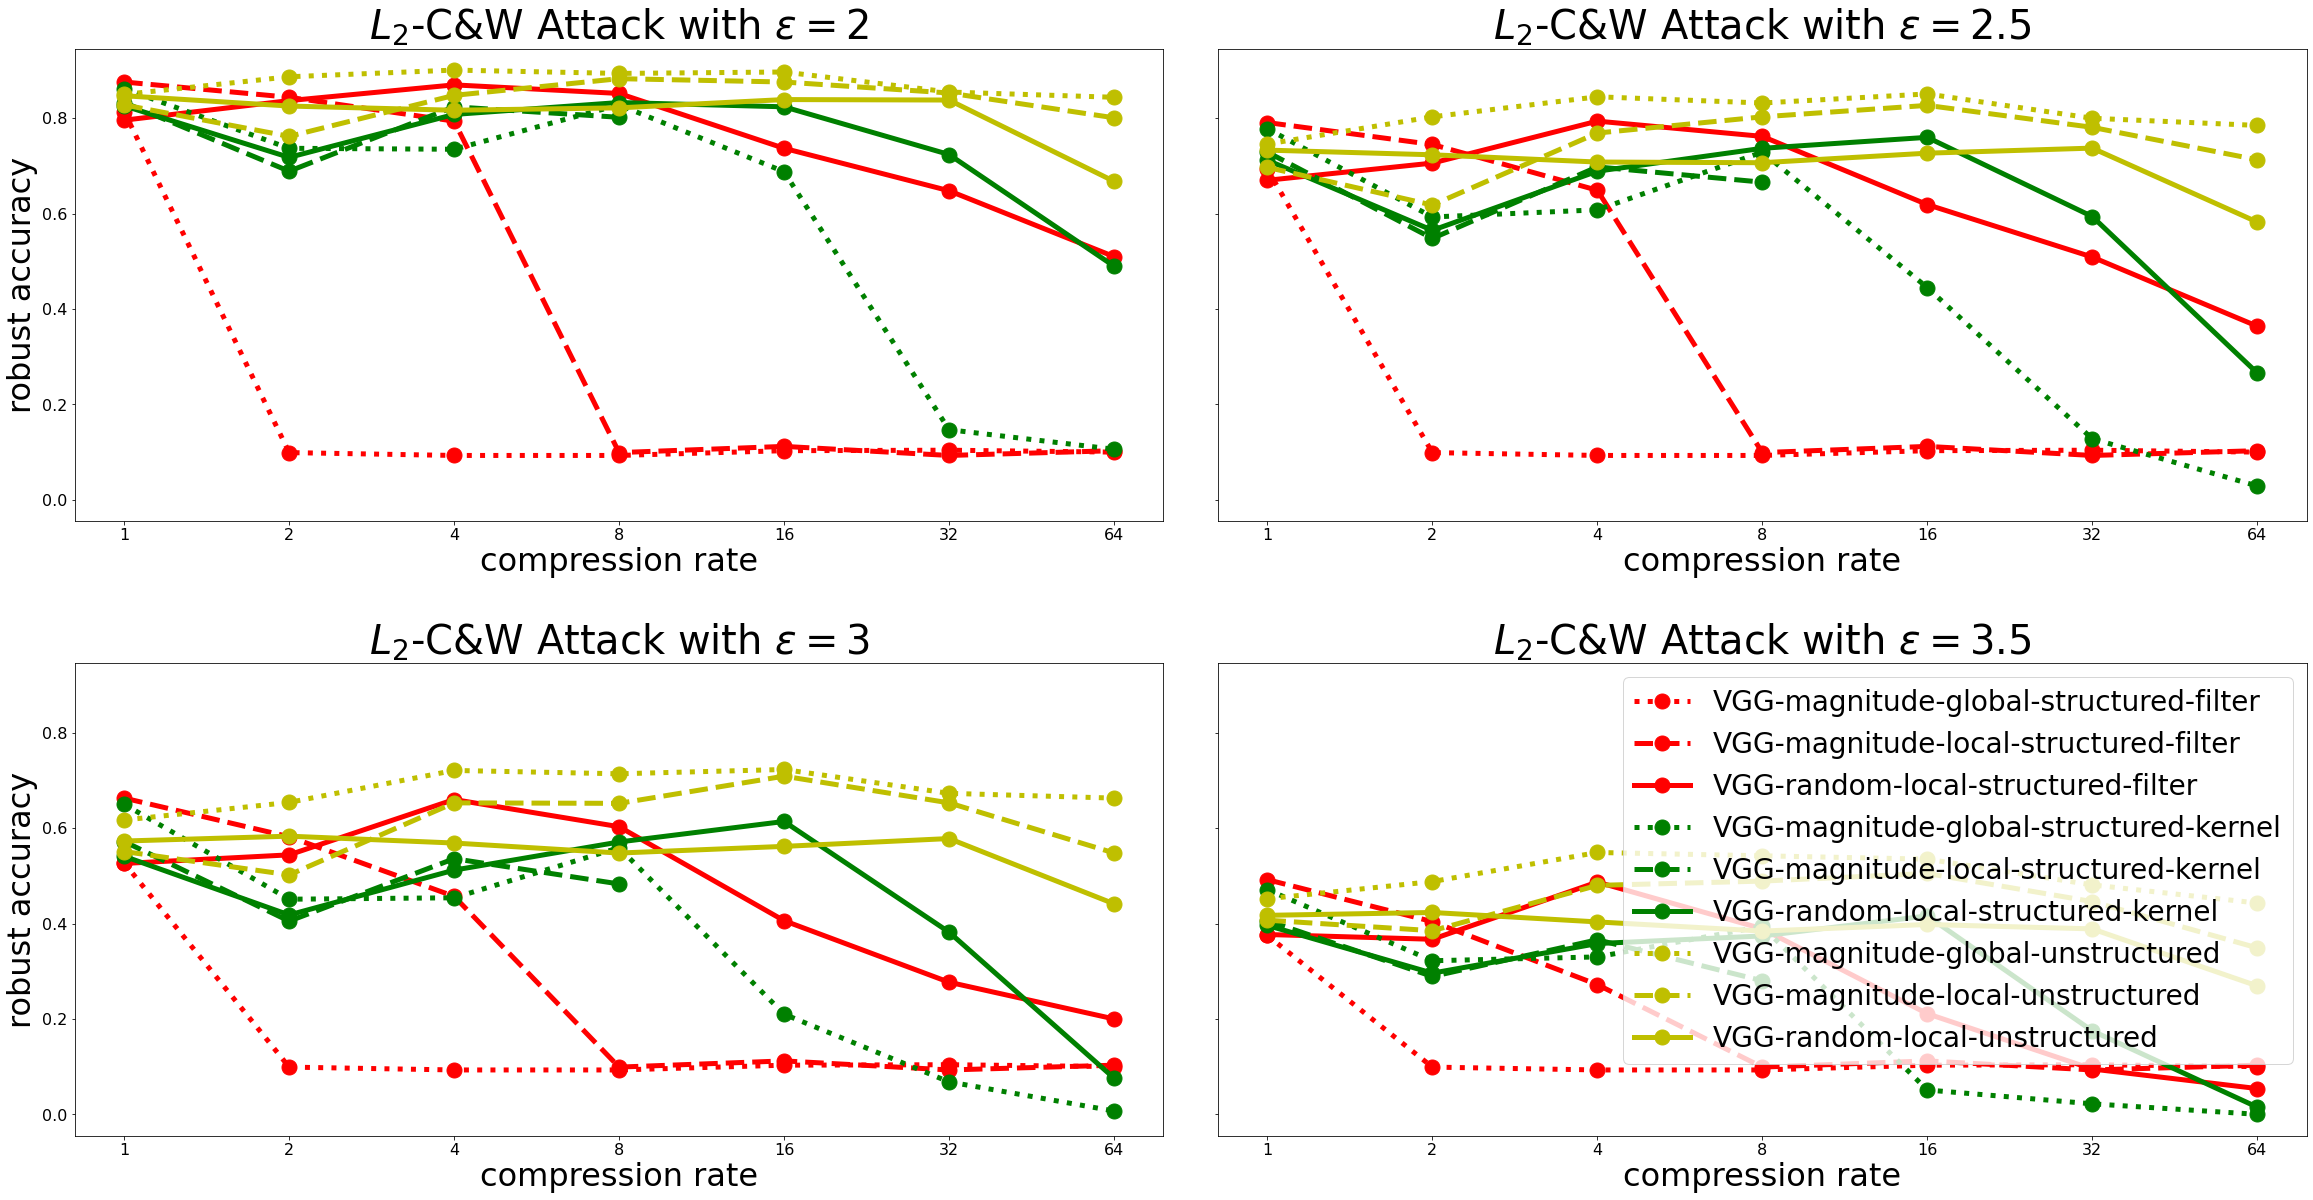 L₂-C&W Attack with ε = 2
L₂-C&W Attack with ε = 2.5
robust accuracy
0.8
0.6
0.4
0.2
0.0
1 2 4 8 16 32 64
compression rate
1 2 4 8 16 32 64
compression rate
L₂-C&W Attack with ε = 3
L₂-C&W Attack with ε = 3.5
robust accuracy
0.8
0.6
0.4
0.2
0.0
VGG-magnitude-global-structured-filter
VGG-magnitude-local-structured-filter
VGG-random-local-structured-filter
VGG-magnitude-global-structured-kernel
VGG-magnitude-local-structured-kernel
VGG-random-local-structured-kernel
VGG-magnitude-global-unstructured
VGG-magnitude-local-unstructured
VGG-random-local-unstructured
1 2 4 8 16 32 64
compression rate
1 2 4 8 16 32 64
compression rate